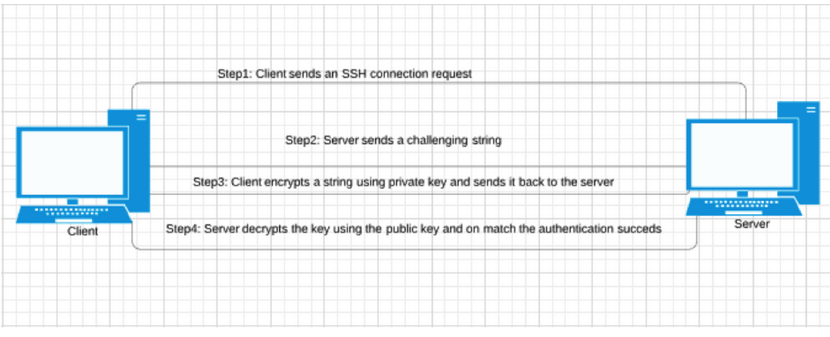 Step1: Client sends an SSH connection request
Step2: Server sends a challenging string
Step3: Client encrypts a string using private key and sends it back to the server
Step4: Server decrypts the key using the public key and on match the authentication succeds
Client
Server